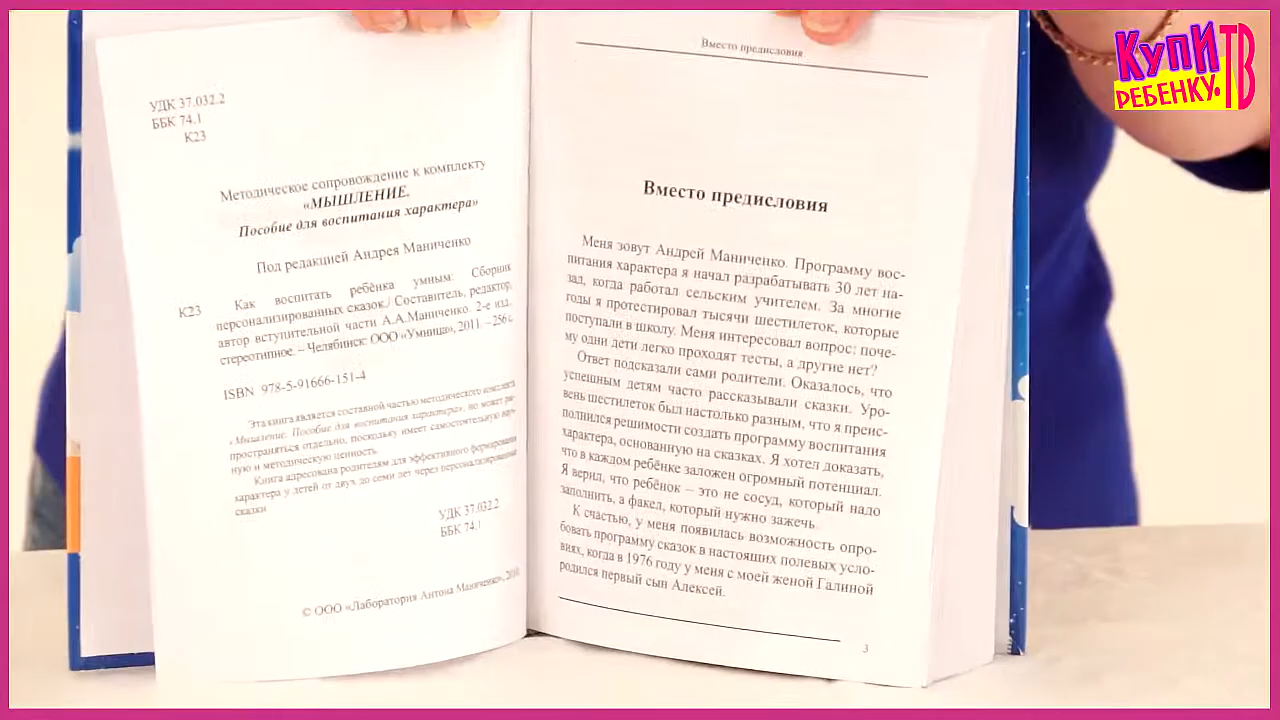 УДК 37.032.2
ББК 74.1
К23
Методическое сопровождение к комплекту
«МЫШЛЕНИЕ.
Пособие для воспитания характера»
Под редакцией Андрея Маниченко
К23 Как воспитать ребёнка умным: Сборник
персонализированных сказок./ Составитель, редактор,
автор вступительной части А.А.Маниченко. 2-е изд.,
стереотипное. – Челябинск: ООО «Умница», 2011. – 256 с.
ISBN 978-5-91666-151-4
Эта книга является составной частью методического комплекта
«Мышление. Пособие для воспитания характера», но может рас-
пространяться отдельно, поскольку имеет самостоятельную науч-
ную и методическую ценность.
Книга адресована родителям для эффективного формирования
характера у детей от двух до семи лет через персонализированные
сказки.
УДК 37.032.2
ББК 74.1
© ООО «Лаборатория Антона Маниченко»,
Вместо предисловия
Вместо предисловия
Меня зовут Андрей Маниченко. Программу вос-
питания характера я начал разрабатывать 30 лет на-
зад, когда работал сельским учителем. За многие
годы я протестировал тысячи шестилеток, которые
поступали в школу. Меня интересовал вопрос: поче-
му одни дети легко проходят тесты, а другие нет?
Ответ подсказали сами родители. Оказалось, что
успешным детям часто рассказывали сказки. Уро-
вень шестилеток был настолько разным, что я преис-
полнился решимости создать программу воспитания
характера, основанную на сказках. Я хотел доказать,
что в каждом ребёнке заложен огромный потенциал.
Я верил, что ребёнок – это не сосуд, который надо
заполнить, а факел, который нужно зажечь.
К счастью, у меня появилась возможность опро-
бовать программу сказок в настоящих полевых усло-
виях, когда в 1976 году у меня с моей женой Галиной
родился первый сын Алексей.
3
КУПИ
РЕБЕНКУ.ТВ